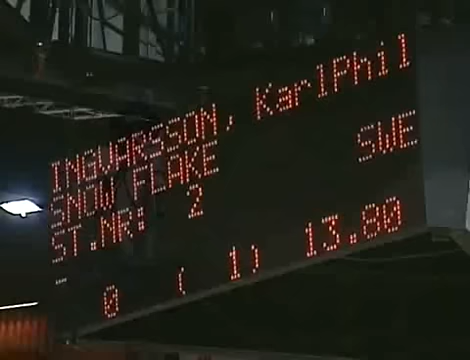 INGVARSSON, KarlPhil
SNOW FLAKE SWE
ST.NR: 2
0 ( 1) 13.80